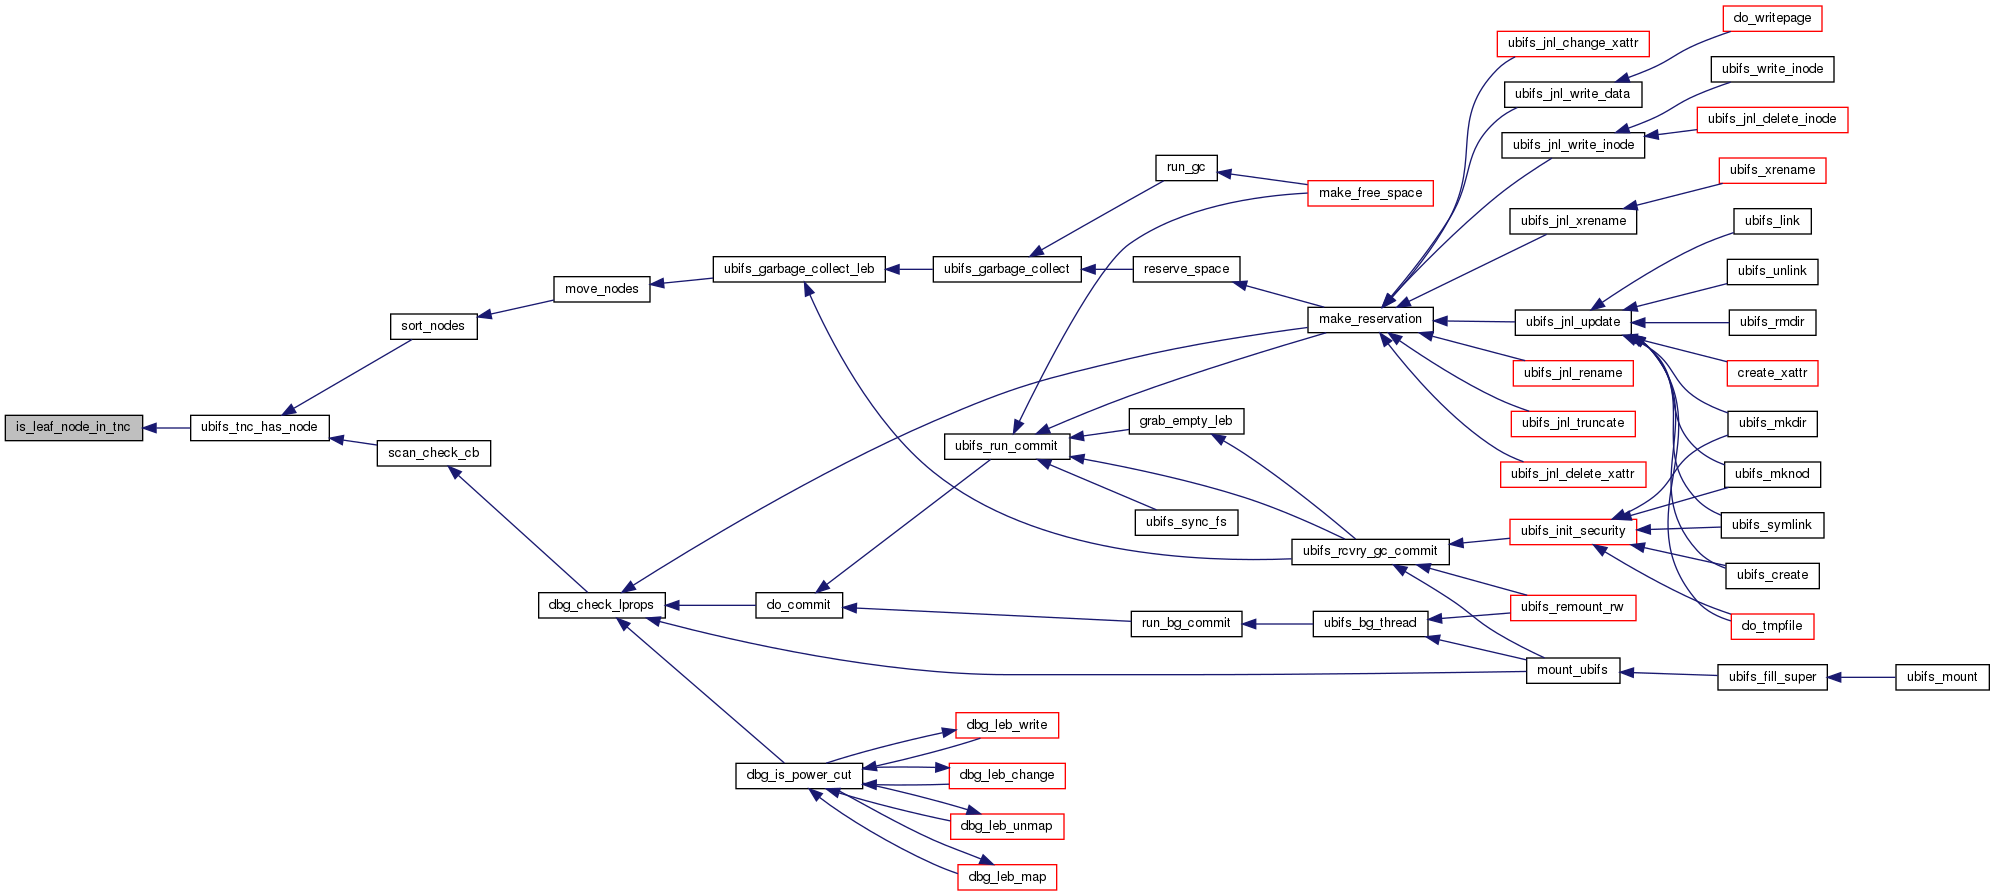 do_writepage
ubifs_jnl_change_xattr
ubifs_write_inode
ubifs_jnl_write_data
ubifs_jnl_delete_inode
ubifs_jnl_write_inode
run_gc
ubifs_xrename
make_free_space
ubifs_jnl_xrename
ubifs_link
ubifs_garbage_collect_leb
ubifs_garbage_collect
reserve_space
ubifs_unlink
move_nodes
make_reservation
ubifs_jnl_update
ubifs_rmdir
sort_nodes
ubifs_jnl_rename
create_xattr
is_leaf_node_in_tnc
ubifs_tnc_has_node
grab_empty_leb
ubifs_jnl_truncate
ubifs_mkdir
scan_check_cb
ubifs_run_commit
ubifs_jnl_delete_xattr
ubifs_mknod
ubifs_sync_fs
ubifs_init_security
ubifs_symlink
ubifs_rcvry_gc_commit
ubifs_create
dbg_check_lprops
do_commit
ubifs_remount_rw
run_bg_commit
ubifs_bg_thread
do_tmpfile
mount_ubifs
ubifs_fill_super
ubifs_mount
dbg_leb_write
dbg_is_power_cut
dbg_leb_change
dbg_leb_unmap
dbg_leb_map